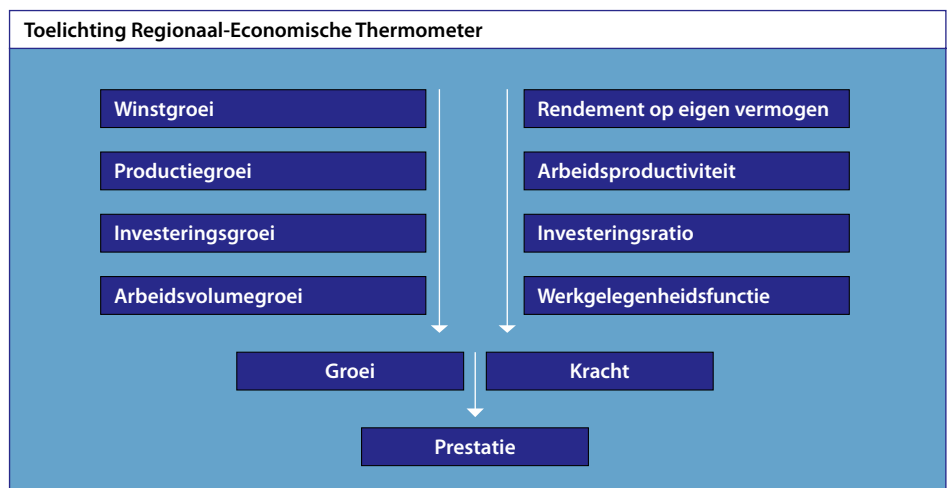 Toelichting Regionaal-Economische Thermometer
Winstgroei
Rendement op eigen vermogen
Productiegroei
Arbeidsproductiviteit
Investeringsgroei
Investeringsratio
Arbeidsvolumegroei
Werkgelegenheidsfunctie
Groei
Kracht
Prestatie